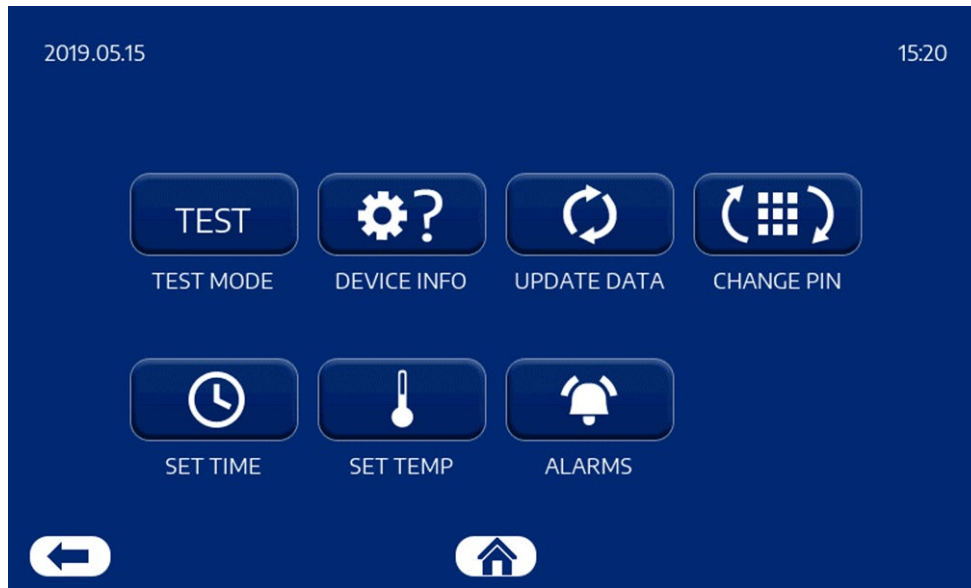 2019.05.15 15:20
TEST
?
TEST MODE DEVICE INFO UPDATE DATA CHANGE PIN
SET TIME SET TEMP ALARMS